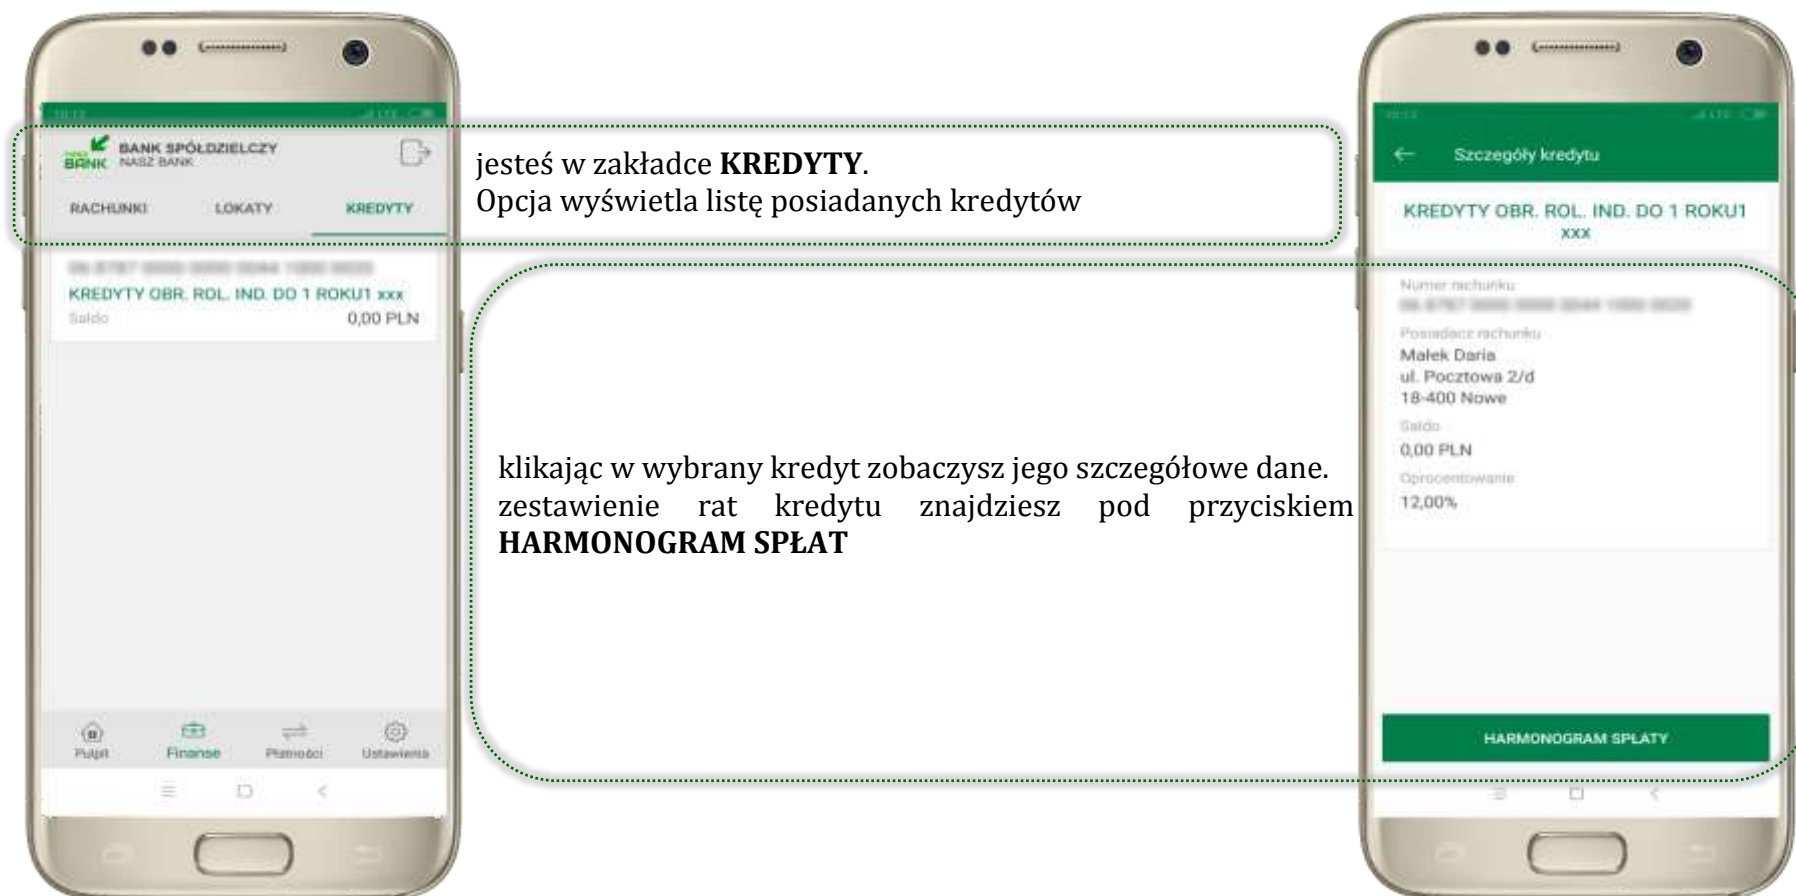 10:13
LTE
BANK SPÓŁDZIELCZY
BANK NASZ BANK
RACHUNKI LOKATY KREDYTY
KREDYTY OBR. ROL. IND. DO 1 ROKU1 xxx
Saldo 0,00 PLN
Pulpit Finanse Płatności Ustawienia
jesteś w zakładce KREDYTY.
Opcja wyświetla listę posiadanych kredytów
klikając w wybrany kredyt zobaczysz jego szczegółowe dane.
zestawienie rat kredytu znajdziesz pod przyciskiem
HARMONOGRAM SPŁAT
Szczegóły kredytu
KREDYTY OBR. ROL. IND. DO 1 ROKU1
xxx
Numer rachunku
Posiadacz rachunku
Małek Daria
ul. Pocztowa 2/d
18-400 Nowe
Saldo
0,00 PLN
Oprocentowanie
12,00%
HARMONOGRAM SPŁATY